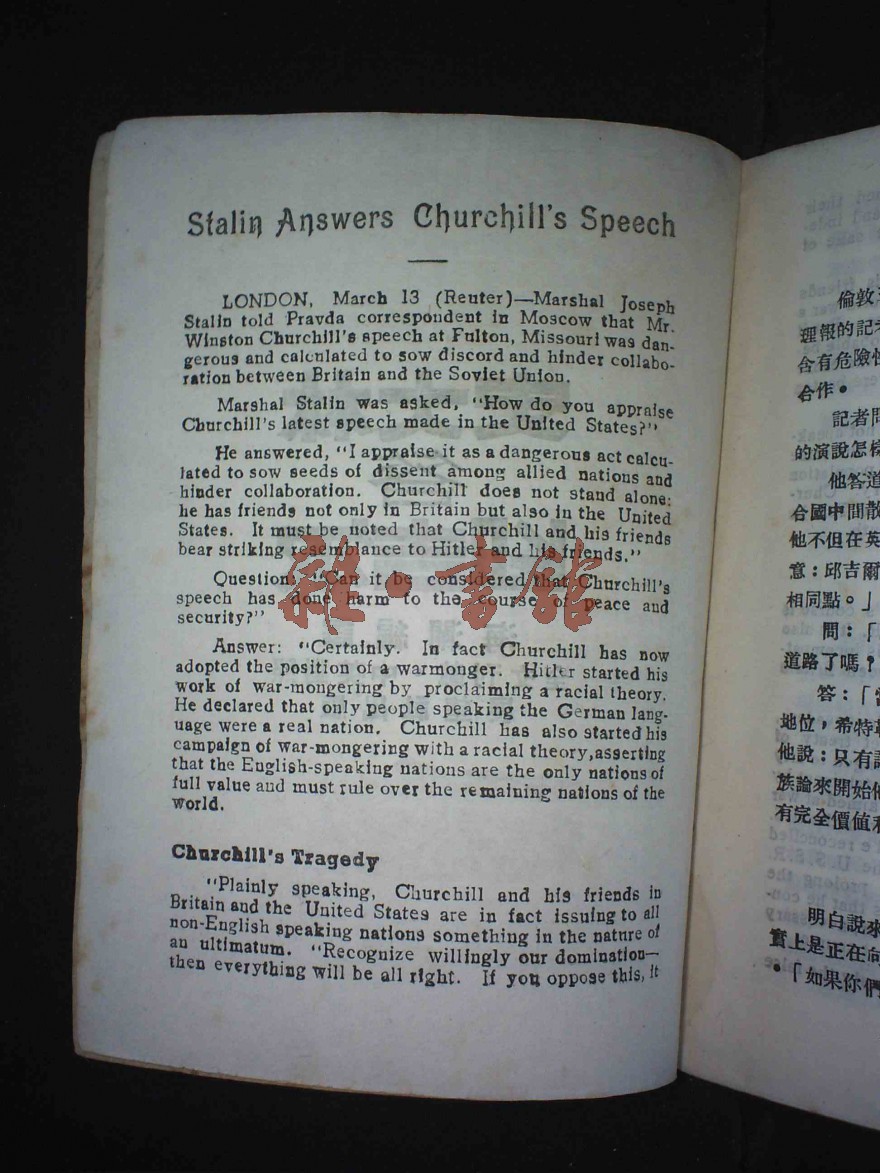 Stalin Answers Churchill's Speech
LONDON, March 13 (Reuter)—Marshal Joseph
Stalin told Pravda correspondent in Moscow that Mr.
Winston Churchill's speech at Fulton, Missouri was dan-
gerous and calculated to sow discord and hinder collabo-
ration between Britain and the Soviet Union.
Marshal Stalin was asked, "How do you appraise
Churchill's latest speech made in the United States?"
He answered, "I appraise it as a dangerous act calcu-
lated to sow seeds of dissent among allied nations and
hinder collaboration. Churchill does not stand alone;
he has friends not only in Britain but also in the United
States. It must be noted that Churchill and his friends
bear striking resemblance to Hitler and his friends."
Question: "Can it be considered that Churchill's
speech has done harm to the course of peace and
security?"
Answer: "Certainly. In fact Churchill has now
adopted the position of a warmonger. Hitler started his
work of war-mongering by proclaiming a racial theory.
He declared that only people speaking the German lang-
uage were a real nation. Churchill has also started his
campaign of war-mongering with a racial theory,asserting
that the English-speaking nations are the only nations of
full value and must rule over the remaining nations of the
world.
Churchill's Tragedy
"Plainly speaking, Churchill and his friends in
Britain and the United States are in fact issuing to all
non-English speaking nations something in the nature of
an ultimatum. "Recognize willingly our domination—
then everything will be all right. If you oppose this, it
倫敦
理報的記者
含有危險性
合作。
記者問
的演說怎樣
他答道
合國中間散
他不但在英
意：邱吉爾
相同點。」
問：「
道路了嗎？
答：「
地位，希特
他說：只有
族論來開始他
有完全價值
明白說來
實上是正在向
。「如果你們
雜·書館